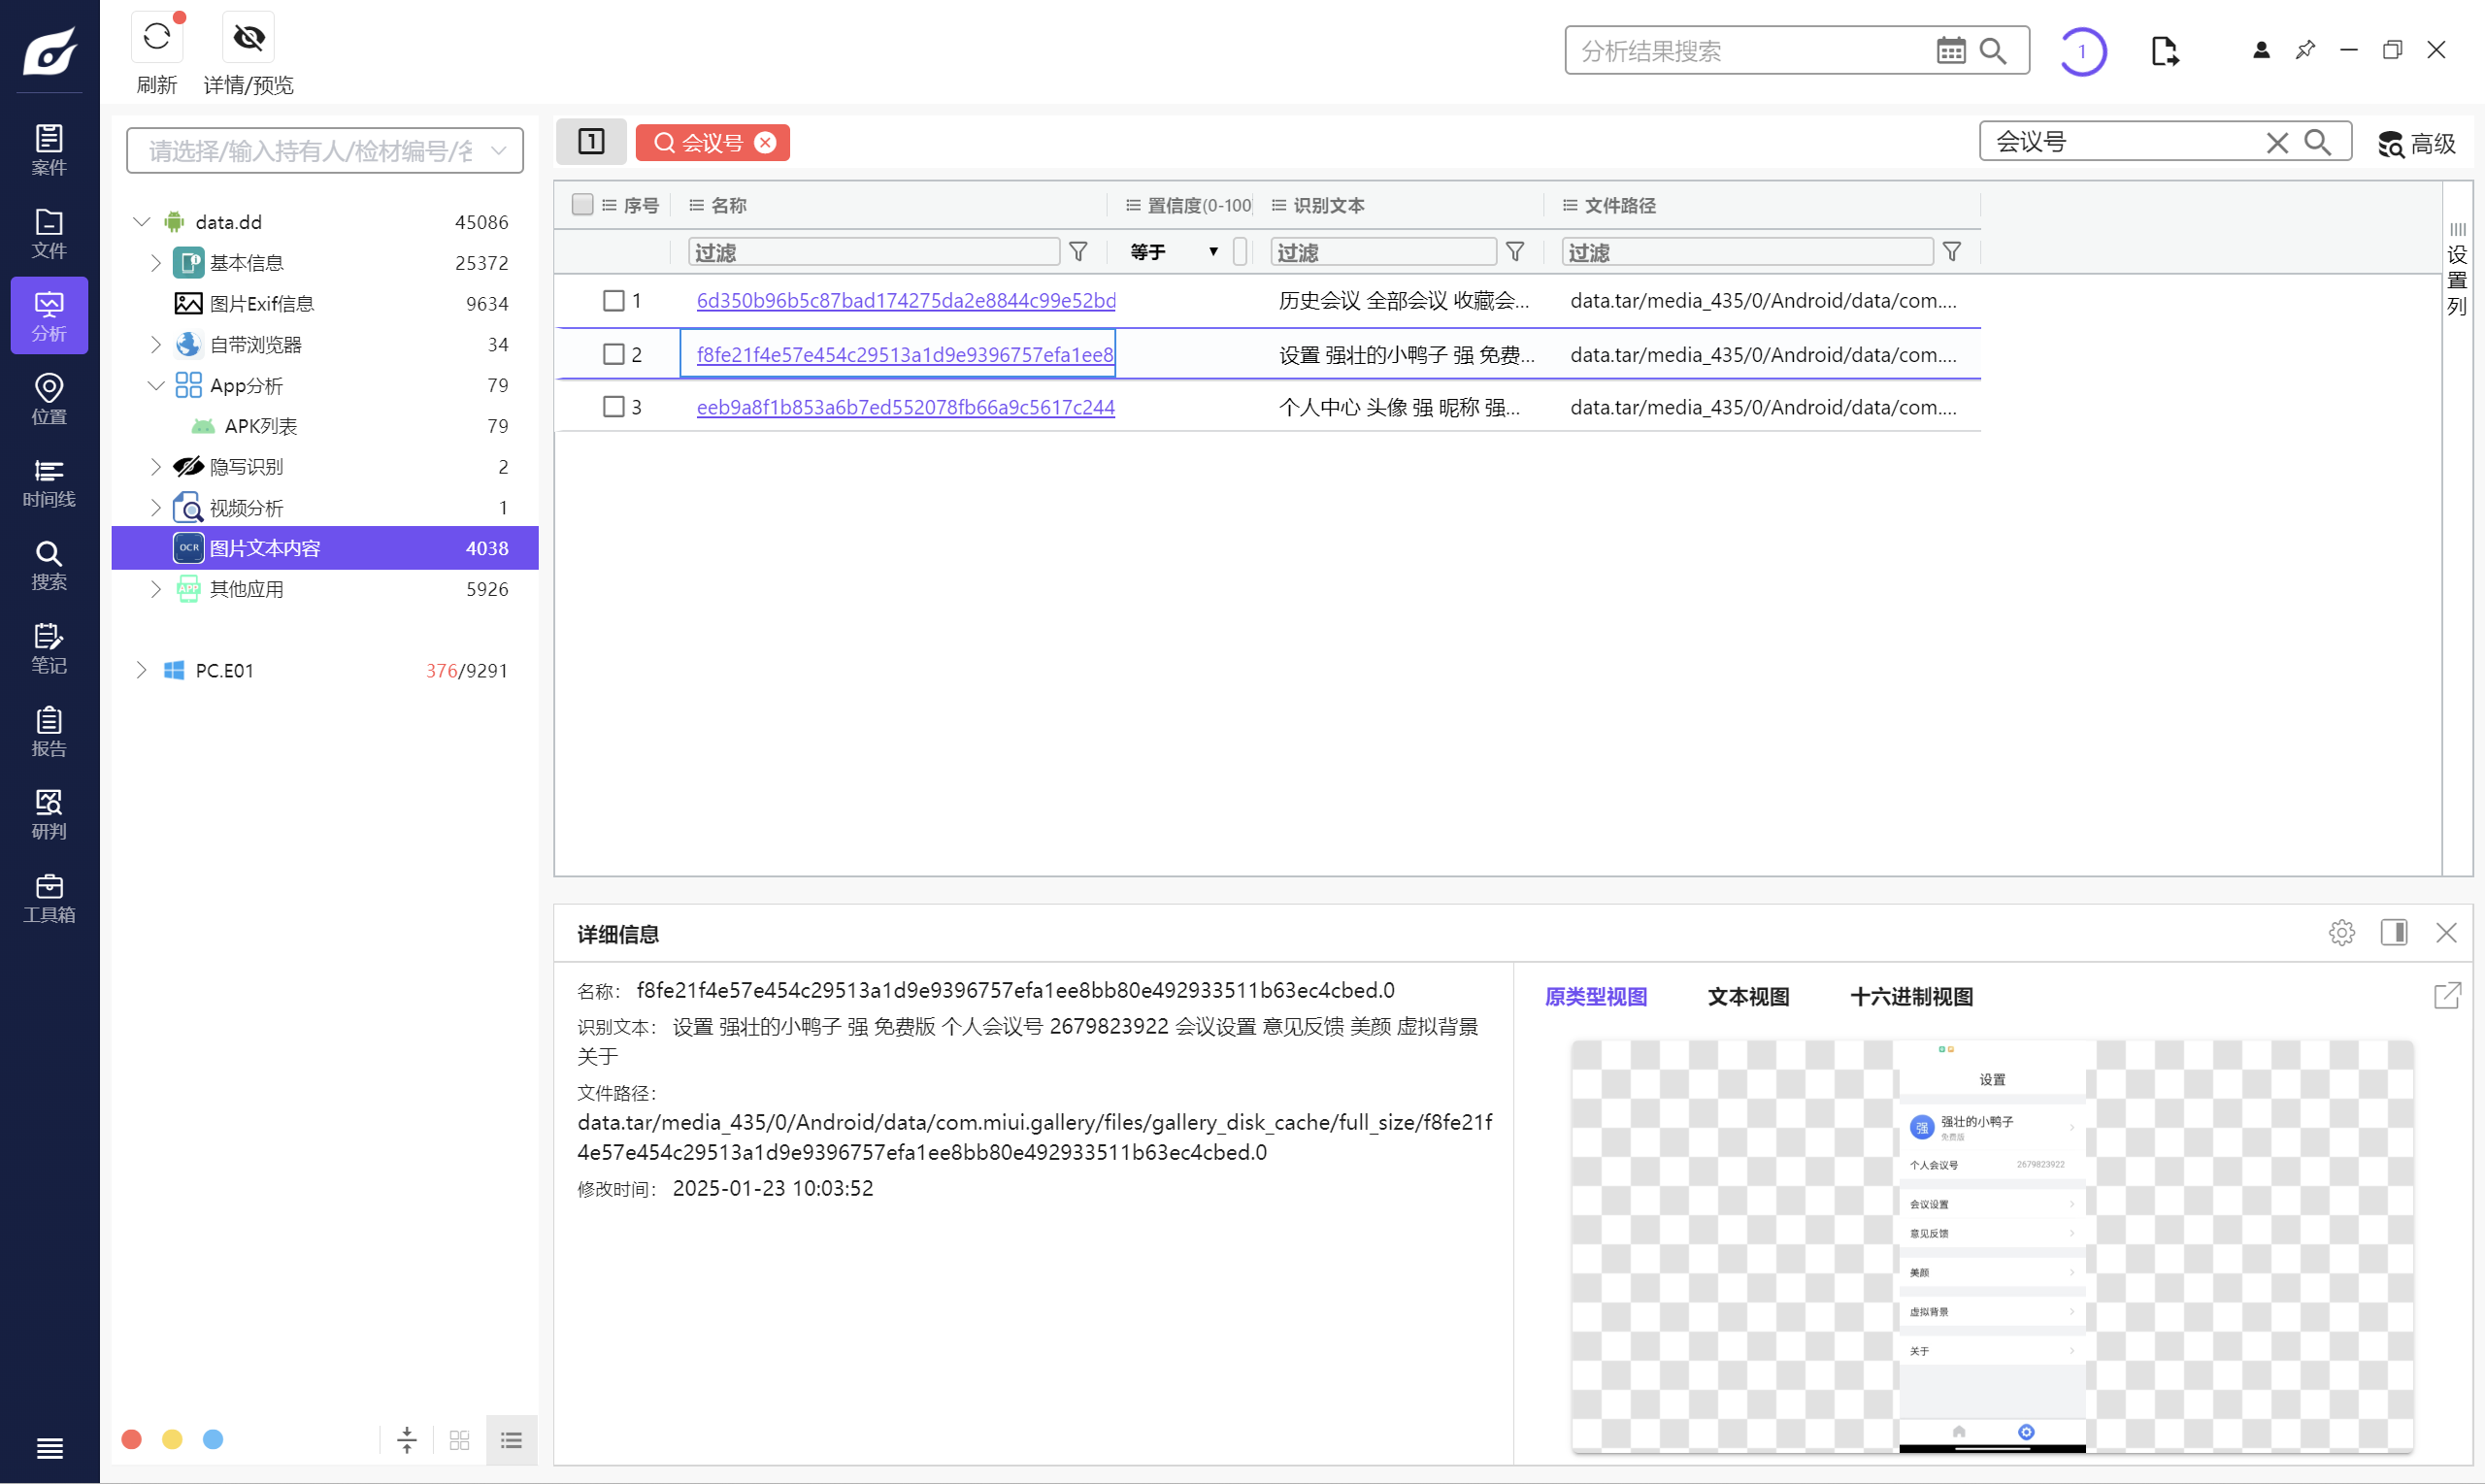 刷新
详情/预览
分析结果搜索
1
案件
文件
分析
位置
时间线
搜索
笔记
报告
研判
工具箱
请选择/输入持有人/检材编号/名
data.dd 45086
基本信息 25372
图片Exif信息 9634
自带浏览器 34
App分析 79
APK列表 79
隐写识别 2
视频分析 1
OCR 图片文本内容 4038
APP 其他应用 5926
PC.E01 376/9291
1 会议号
会议号 高级
序号 名称 置信度(0-100 识别文本 文件路径
过滤 等于 过滤 过滤
1 6d350b96b5c87bad174275da2e8844c99e52bd 历史会议 全部会议 收藏会... data.tar/media_435/0/Android/data/com....
2 f8fe21f4e57e454c29513a1d9e9396757efa1ee8 设置 强壮的小鸭子 强 免费... data.tar/media_435/0/Android/data/com....
3 eeb9a8f1b853a6b7ed552078fb66a9c5617c244 个人中心 头像 强 昵称 强... data.tar/media_435/0/Android/data/com....
设置列
详细信息
名称： f8fe21f4e57e454c29513a1d9e9396757efa1ee8bb80e492933511b63ec4cbed.0
识别文本： 设置 强壮的小鸭子 强 免费版 个人会议号 2679823922 会议设置 意见反馈 美颜 虚拟背景
关于
文件路径：
data.tar/media_435/0/Android/data/com.miui.gallery/files/gallery_disk_cache/full_size/f8fe21f
4e57e454c29513a1d9e9396757efa1ee8bb80e492933511b63ec4cbed.0
修改时间： 2025-01-23 10:03:52
原类型视图 文本视图 十六进制视图
设置
强 强壮的小鸭子
免费版
个人会议号 2679823922
会议设置
意见反馈
美颜
虚拟背景
关于